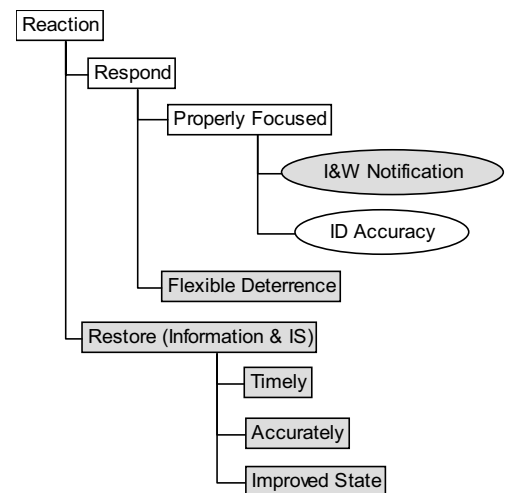 Reaction
Respond
Properly Focused
I&W Notification
ID Accuracy
Flexible Deterrence
Restore (Information & IS)
Timely
Accurately
Improved State